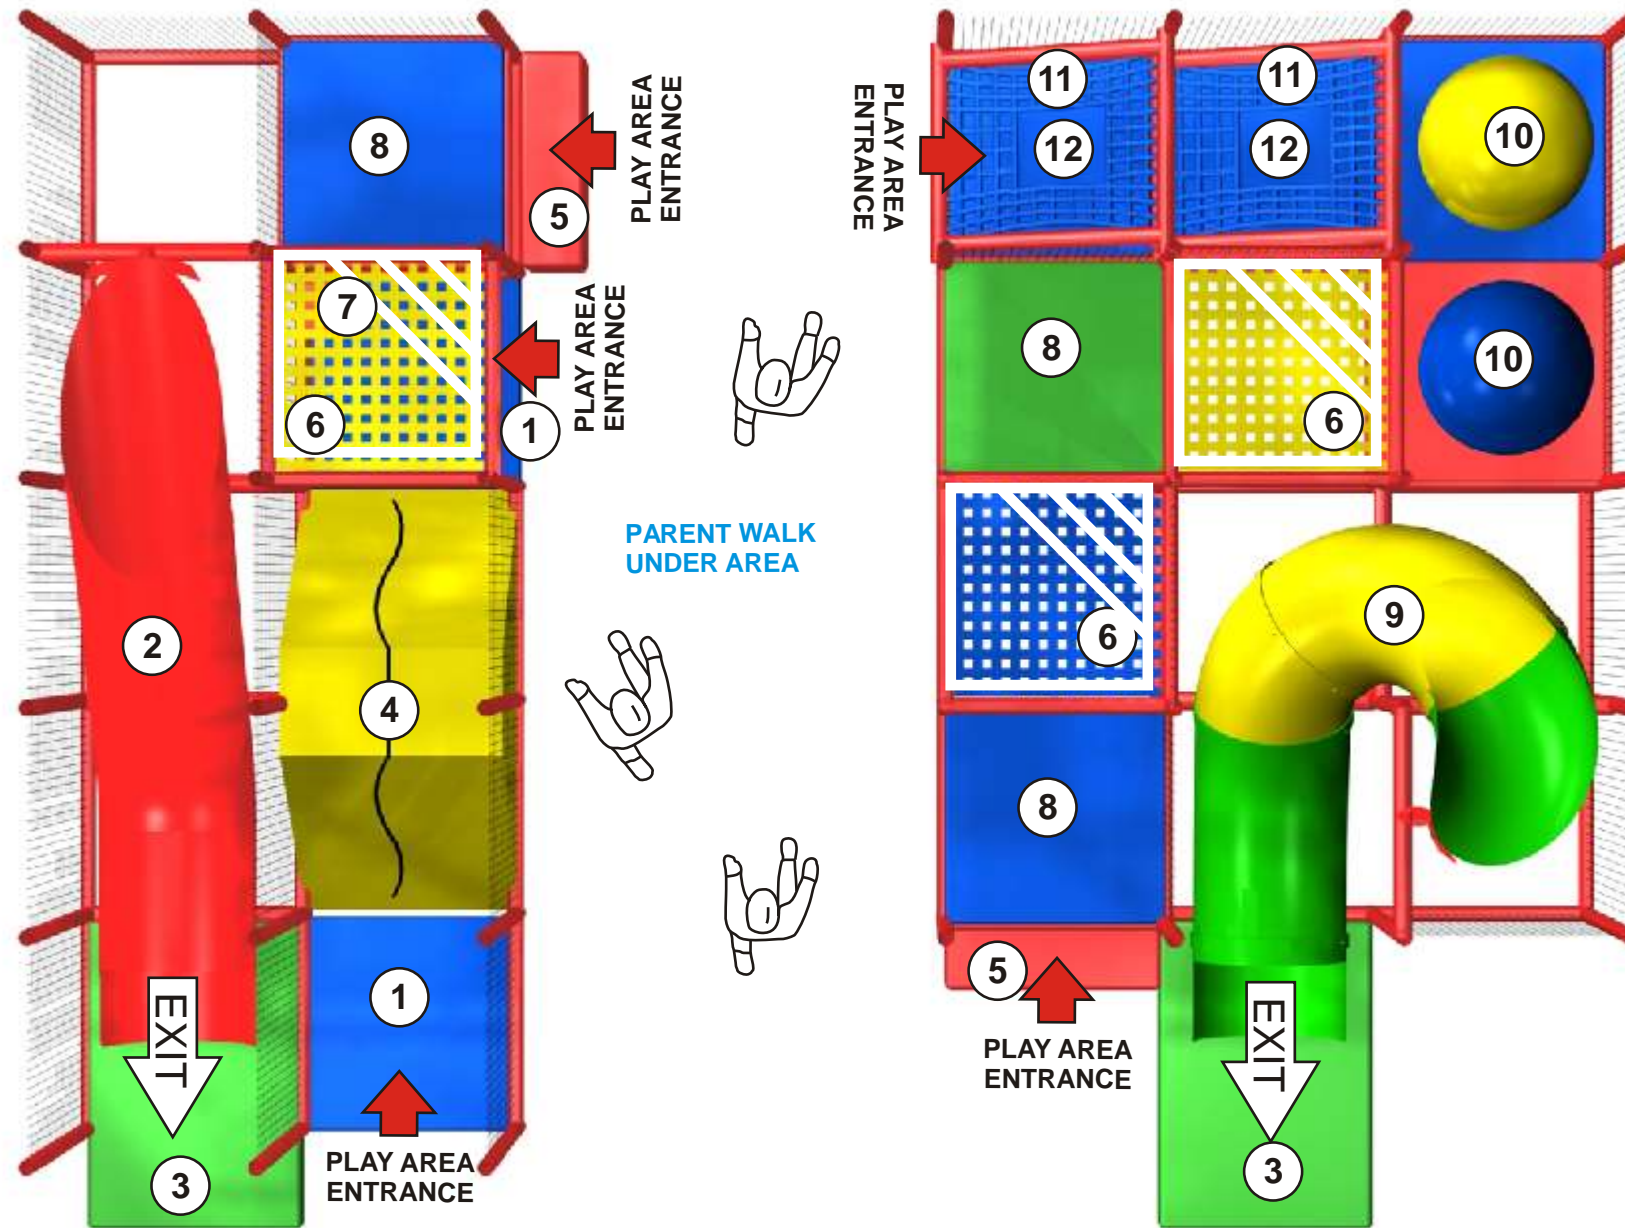 8
5
PLAY AREA
ENTRANCE
7
6
1
PLAY AREA
ENTRANCE
2
4
1
EXIT
3
PLAY AREA
ENTRANCE
PARENT WALK
UNDER AREA
PLAY AREA
ENTRANCE
11
11
12
12
10
8
6
10
6
9
8
5
PLAY AREA
ENTRANCE
EXIT
3